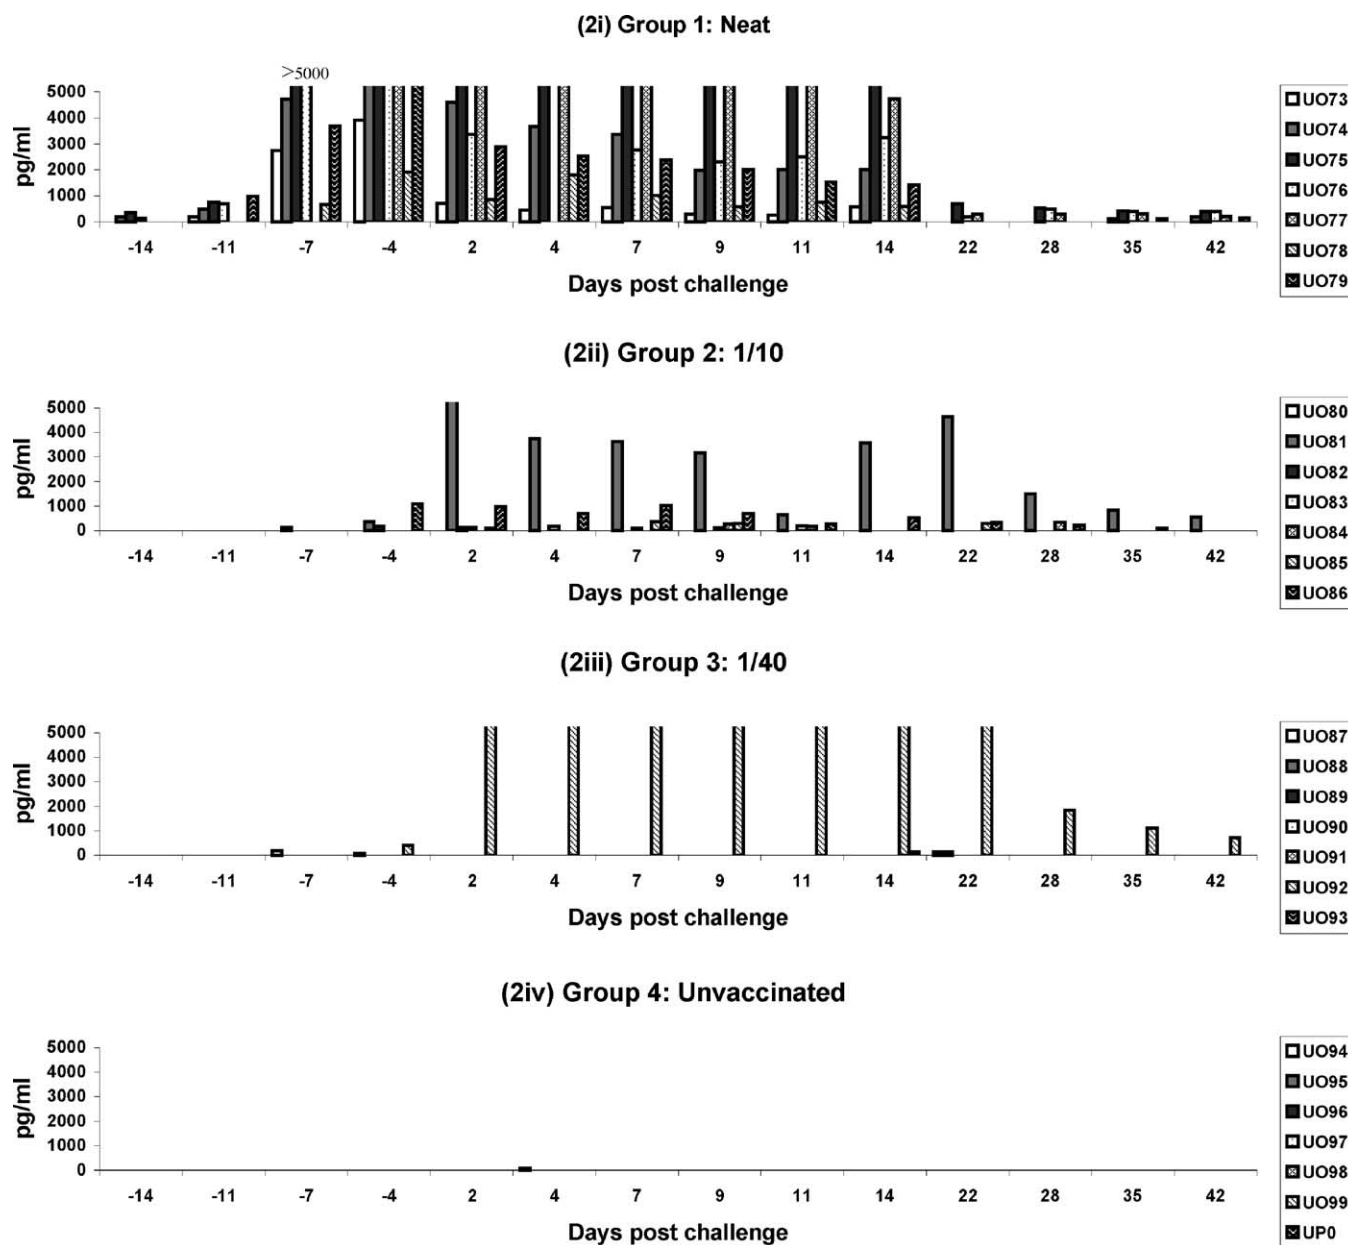 (2i) Group 1: Neat
>5000
pg/ml
5000
4000
3000
2000
1000
0
-14 -11 -7 -4 2 4 7 9 11 14 22 28 35 42
Days post challenge
UO73
UO74
UO75
UO76
UO77
UO78
UO79
(2ii) Group 2: 1/10
pg/ml
5000
4000
3000
2000
1000
0
-14 -11 -7 -4 2 4 7 9 11 14 22 28 35 42
Days post challenge
UO80
UO81
UO82
UO83
UO84
UO85
UO86
(2iii) Group 3: 1/40
pg/ml
5000
4000
3000
2000
1000
0
-14 -11 -7 -4 2 4 7 9 11 14 22 28 35 42
Days post challenge
UO87
UO88
UO89
UO90
UO91
UO92
UO93
(2iv) Group 4: Unvaccinated
pg/ml
5000
4000
3000
2000
1000
0
-14 -11 -7 -4 2 4 7 9 11 14 22 28 35 42
Days post challenge
UO94
UO95
UO96
UO97
UO98
UO99
UP0